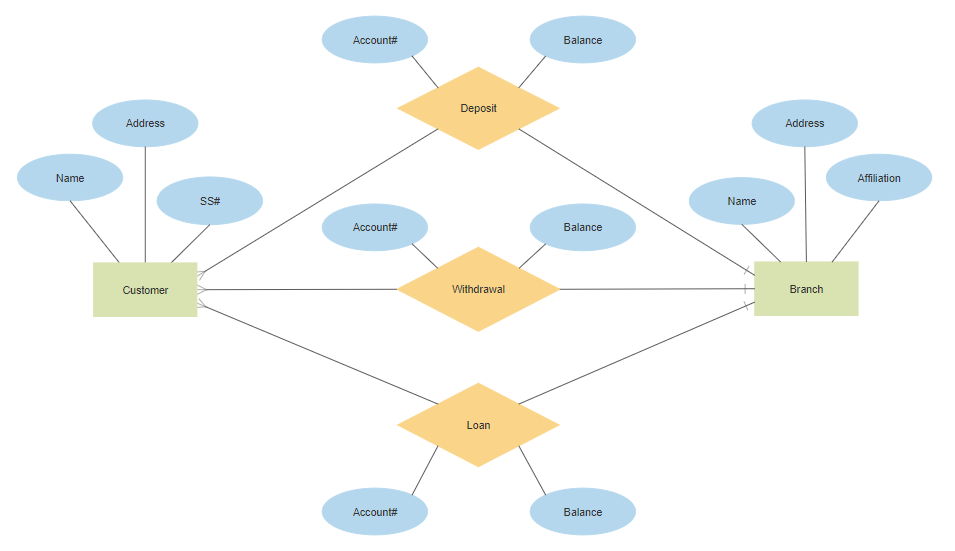 Account#
Balance
Deposit
Address
Address
Name
SS#
Name
Affiliation
Account#
Balance
Customer
Withdrawal
Branch
Loan
Account#
Balance